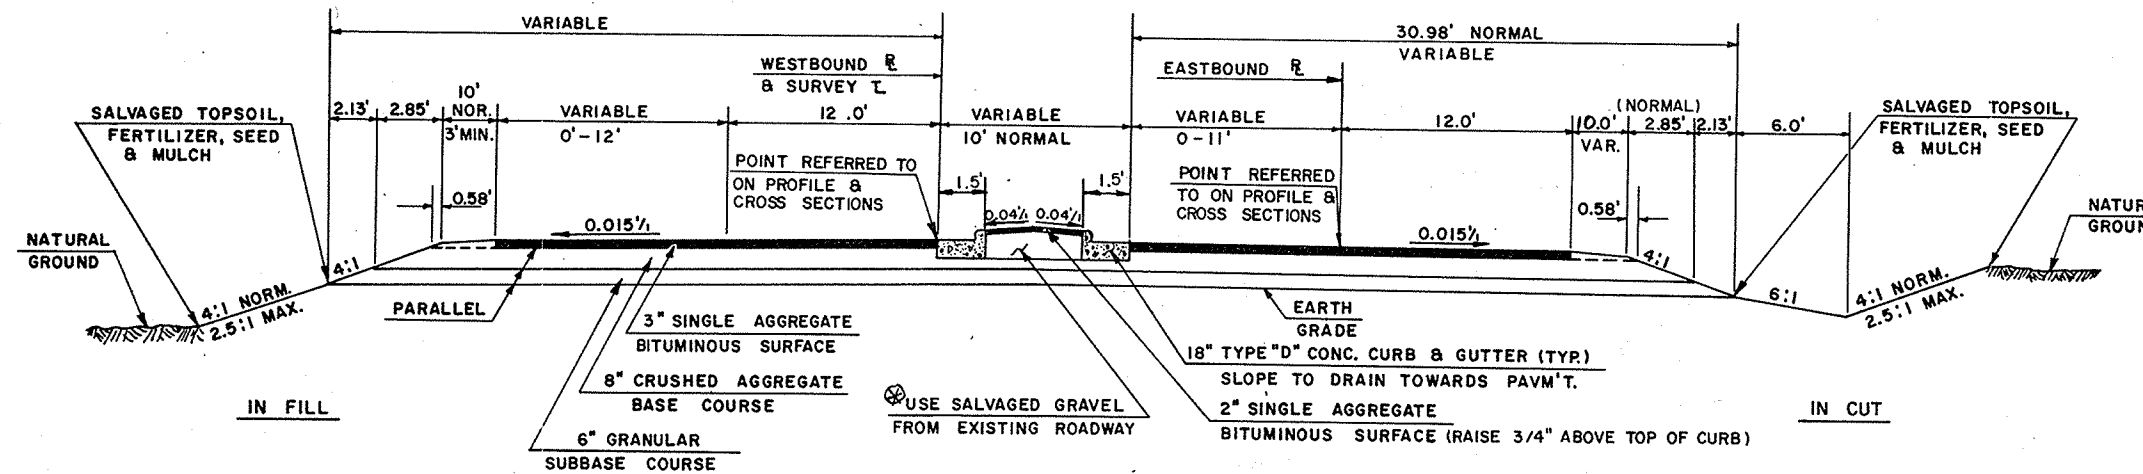 VARIABLE
30.98' NORMAL
VARIABLE
WESTBOUND ℞
& SURVEY ℄
EASTBOUND ℞
SALVAGED TOPSOIL,
FERTILIZER, SEED
& MULCH
2.13'
2.85'
10'
NOR.
3' MIN.
VARIABLE
0'-12'
12.0'
VARIABLE
10' NORMAL
VARIABLE
0-11'
12.0'
(NORMAL)
10.0'
VAR.
2.85'
2.13'
6.0'
SALVAGED TOPSOIL,
FERTILIZER, SEED
& MULCH
POINT REFERRED TO
ON PROFILE &
CROSS SECTIONS
1.5'
1.5'
POINT REFERRED
TO ON PROFILE &
CROSS SECTIONS
0.58'
0.04'/1
0.04'/1
0.58'
0.015'/1
0.015'/1
NATURAL
GROUND
NATUR
GROUN
4:1
4:1 NORM.
2.5:1 MAX.
4:1
6:1
4:1 NORM.
2.5:1 MAX.
PARALLEL
3" SINGLE AGGREGATE
BITUMINOUS SURFACE
EARTH
GRADE
8" CRUSHED AGGREGATE
BASE COURSE
18" TYPE "D" CONC. CURB & GUTTER (TYP.)
SLOPE TO DRAIN TOWARDS PAVM'T.
IN FILL
USE SALVAGED GRAVEL
FROM EXISTING ROADWAY
2" SINGLE AGGREGATE
BITUMINOUS SURFACE (RAISE 3/4" ABOVE TOP OF CURB)
IN CUT
6" GRANULAR
SUBBASE COURSE